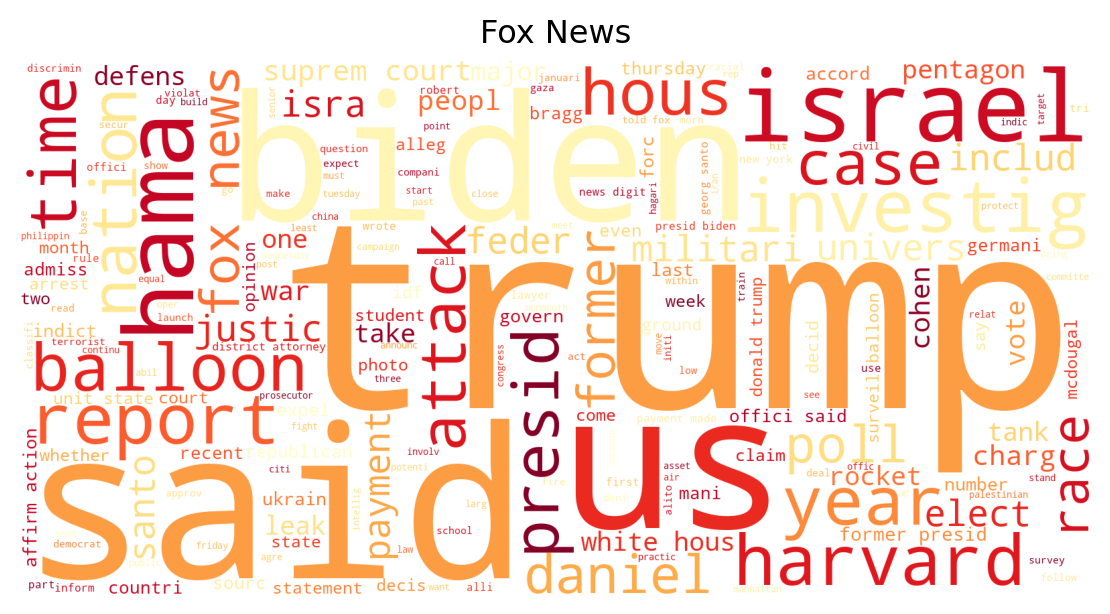 Fox News
trump
said
biden
us
israel
hama
harvard
investig
year
balloon
report
attack
presid
hous
case
race
nation
time
news
fox
former
daniel
justic
isra
poll
elect
militari
univers
includ
feder
defens
suprem court
major
peopl
bragg
alleg
thursday
accord
pentagon
forc
discrimin
violat
day
build
senior
robert
januari
gaza
told fox
morn
racial
rep
new york
hit
indic
target
tri
secur
offici
show
question
expect
must
tuesday
point
compani
start
past
make
close
china
least
news digit
hagari
georg santo
iran
civil
protect
philippin
base
month
rule
admiss
arrest
equal
two
read
launch
oper
indict
terrorist
continu
classifi
abil
one
war
opinion
post
campaign
wrote
call
idf
student
take
district attorney
photo
announc
three
prosecutor
govern
lawyer
congress
even
presid biden
last
within
week
ground
move
initi
act
low
donald trump
train
decid
surveil
balloon
use
cohen
germani
say
relat
vote
committe
mcdougal
unit state
court
expel
fight
republican
whether
recent
santo
payment
involv
citi
potenti
affirm action
approv
ukrain
leak
state
intellig
democrat
friday
agre
law
school
larg
part
inform
countri
sourc
statement
decis
want
alli
come
payment made
offici said
claim
first
fire
asset
air
alito
mani
white hous
practic
deal
offic
see
rocket
tank
charg
number
palestinian
stand
former presid
survey
follow